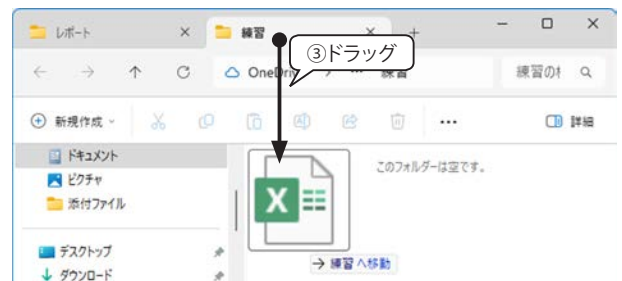 レポート
練習
③ドラッグ
OneDriv
練習
練習の
新規作成
詳細
ドキュメント
ピクチャ
添付ファイル
デスクトップ
ダウンロード
このフォルダーは空です。
X
→ 練習 へ移動